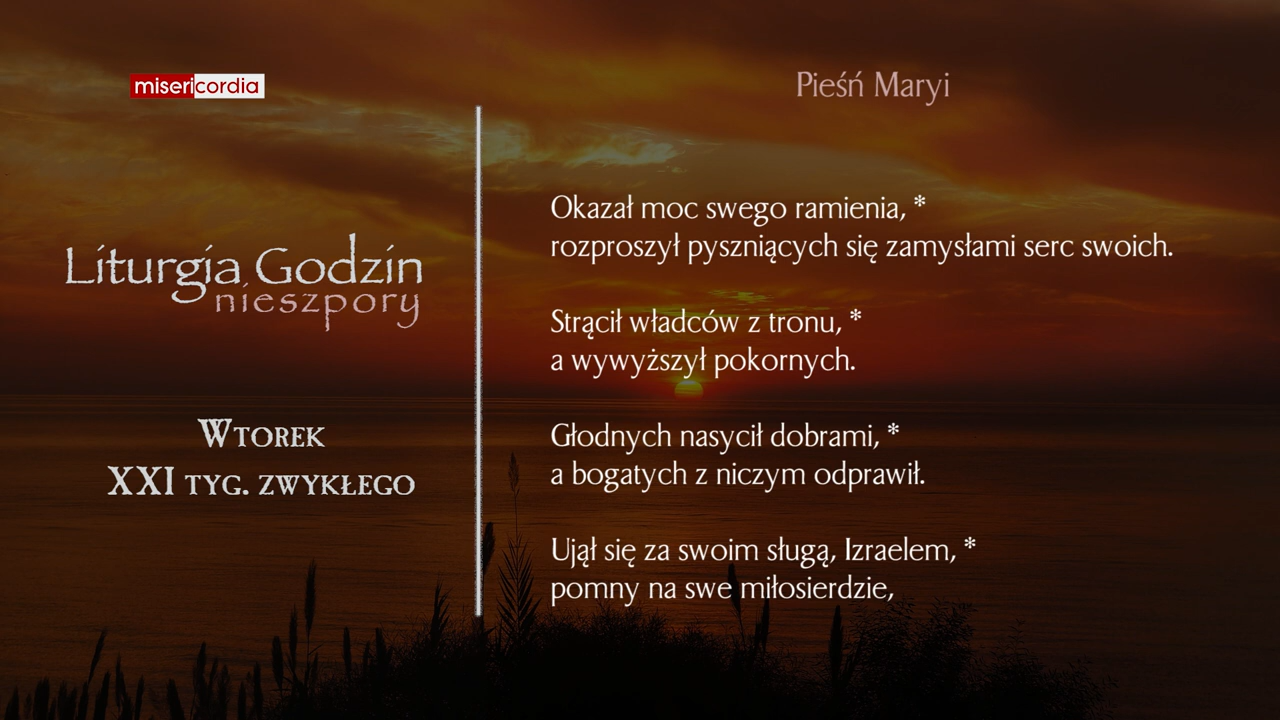 misericordia
Liturgia Godzin
nieszpory
Wtorek
XXI tyg. zwykłego
Pieśń Maryi
Okazał moc swego ramienia, *
rozproszył pyszniących się zamysłami serc swoich.
Strącił władców z tronu, *
a wywyższył pokornych.
Głodnych nasycił dobrami, *
a bogatych z niczym odprawił.
Ujął się za swoim sługą, Izraelem, *
pomny na swe miłosierdzie,